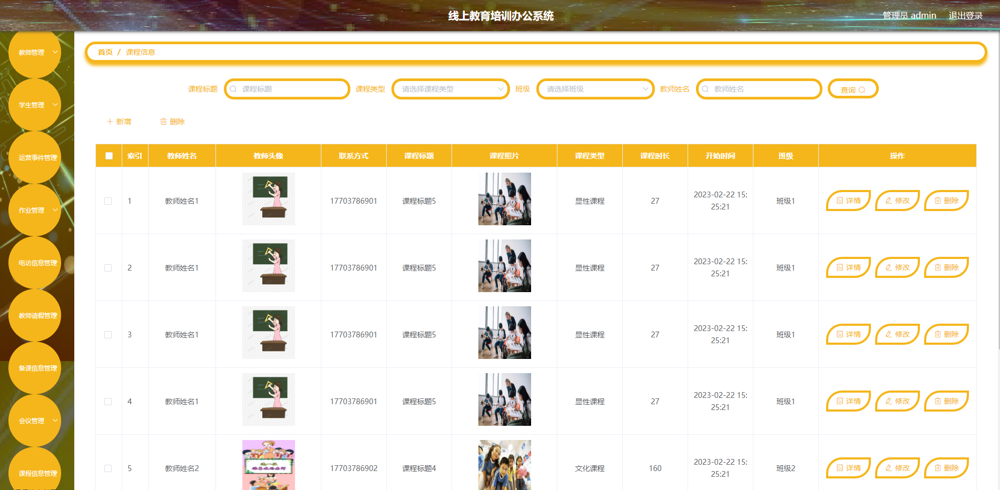 线上教育培训办公系统
管理员 admin 退出登录
教师管理
学生管理
运营事件管理
作业管理
电访信息管理
教师请假管理
备课信息管理
会议管理
课程信息管理
首页 / 课程信息
课程标题 课程标题 课程类型 请选择课程类型 班级 请选择班级 教师姓名 教师姓名 查询
新增 删除
索引 教师姓名 教师头像 联系方式 课程标题 课程照片 课程类型 课程时长 开始时间 班级 操作
1 教师姓名1 17703786901 课程标题5 显性课程 27 2023-02-22 15:
25:21 班级1 详情 修改 删除
2 教师姓名1 17703786901 课程标题5 显性课程 27 2023-02-22 15:
25:21 班级1 详情 修改 删除
3 教师姓名1 17703786901 课程标题5 显性课程 27 2023-02-22 15:
25:21 班级1 详情 修改 删除
4 教师姓名1 17703786901 课程标题5 显性课程 27 2023-02-22 15:
25:21 班级1 详情 修改 删除
5 教师姓名2 17703786902 课程标题4 文化课程 160 2023-02-22 15:
25:21 班级2 详情 修改 删除